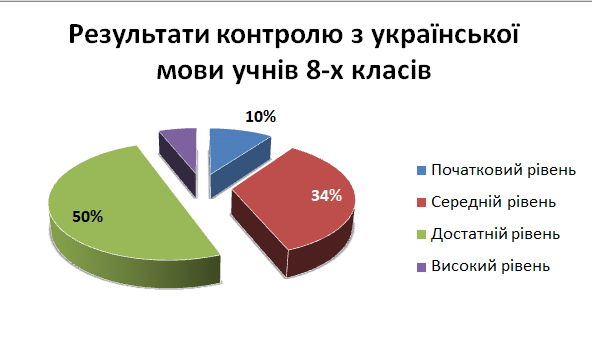 Результати контролю з української
мови учнів 8-х класів
10%
34%
50%
Початковий рівень
Середній рівень
Достатній рівень
Високий рівень